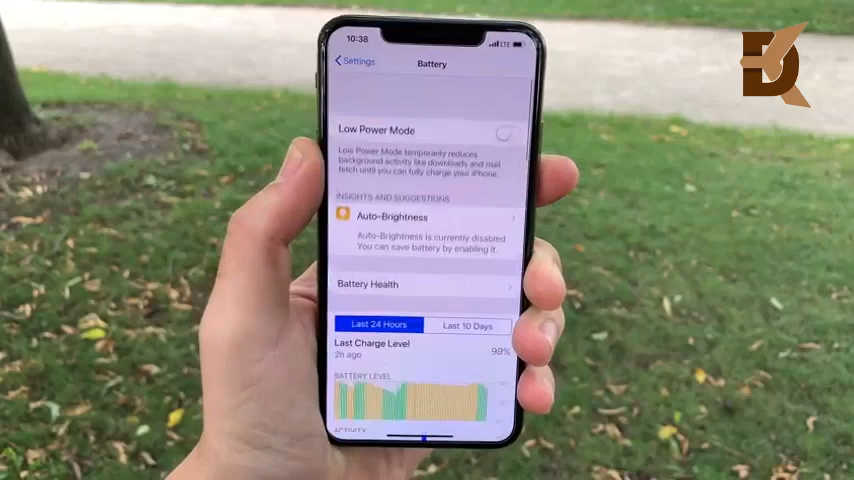 10:38
LTE
Settings
Battery
Low Power Mode
Low Power Mode temporarily reduces
background activity like downloads and mail
fetch until you can fully charge your iPhone.
INSIGHTS AND SUGGESTIONS
Auto-Brightness
Auto-Brightness is currently disabled.
You can save battery by enabling it.
Battery Health
Last 24 Hours
Last 10 Days
Last Charge Level
2h ago
99%
BATTERY LEVEL
ACTIVITY